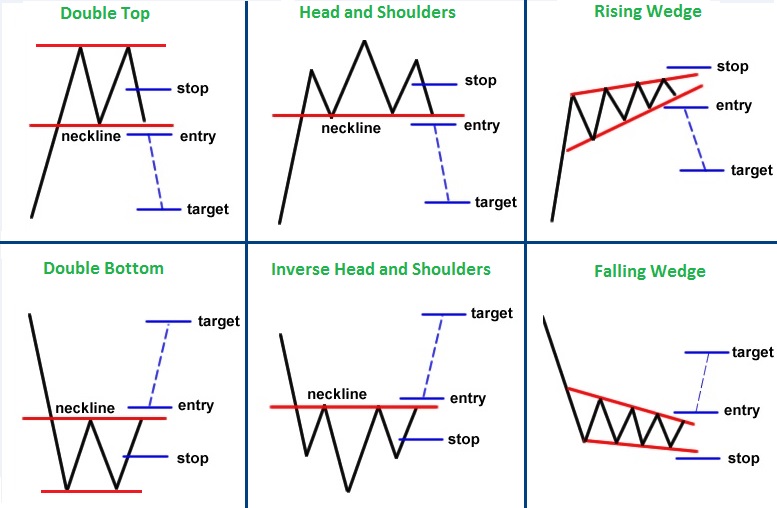 Double Top
stop
neckline
entry
target
Head and Shoulders
stop
neckline
entry
target
Rising Wedge
stop
entry
target
Double Bottom
target
neckline
entry
stop
Inverse Head and Shoulders
target
neckline
entry
stop
Falling Wedge
target
entry
stop